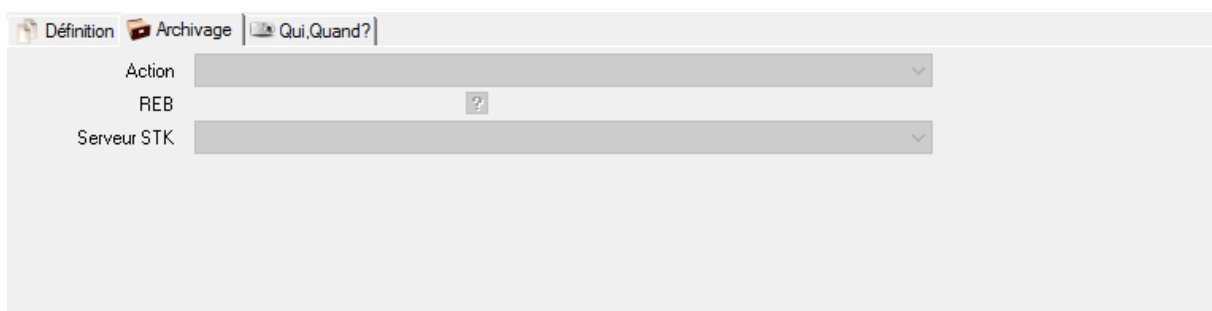 Définition Archivage Qui,Quand?
Action
REB ?
Serveur STK